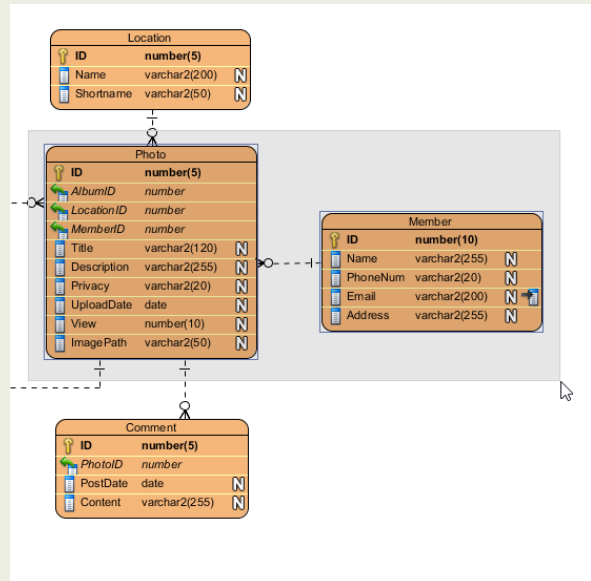 Location
ID number(5)
Name varchar2(200) N
Shortname varchar2(50) N
Photo
ID number(5)
AlbumID number
LocationID number
MemberID number
Title varchar2(120) N
Description varchar2(255) N
Privacy varchar2(20) N
UploadDate date N
View number(10) N
ImagePath varchar2(50) N
Member
ID number(10)
Name varchar2(255) N
PhoneNum varchar2(20) N
Email varchar2(200) N
Address varchar2(255) N
Comment
ID number(5)
PhotoID number
PostDate date N
Content varchar2(255) N